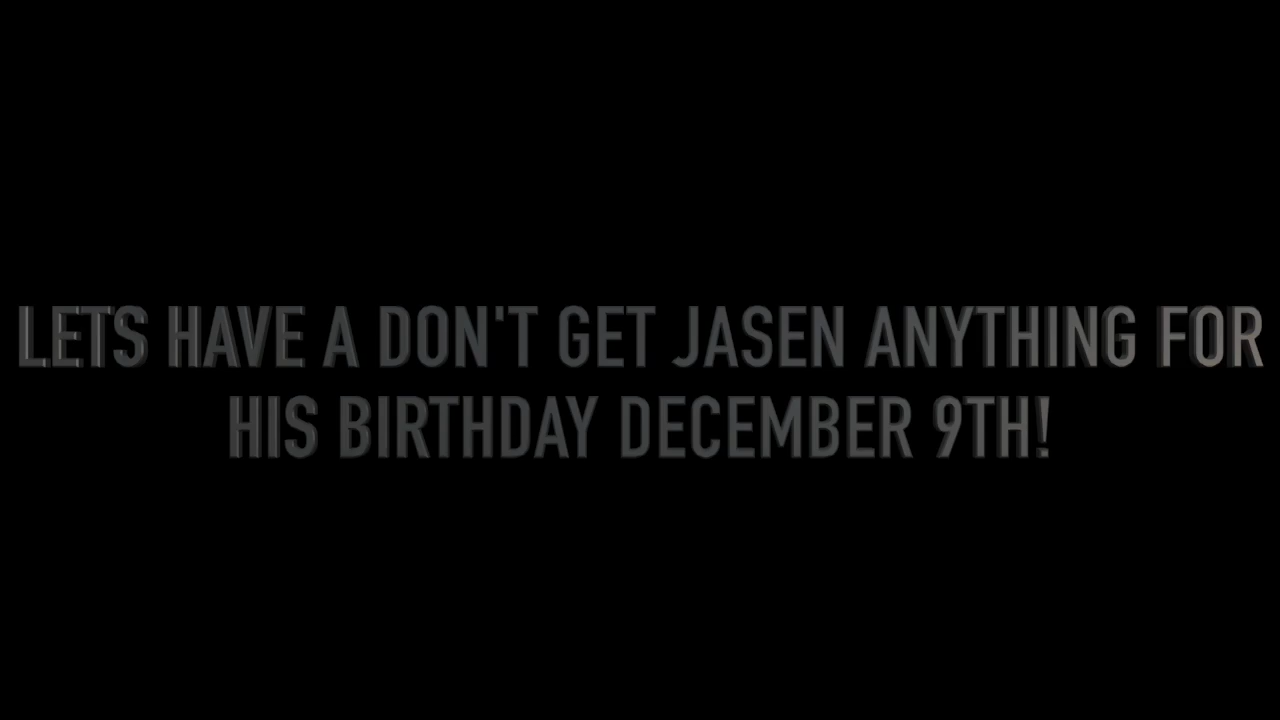 LETS HAVE A DON'T GET JASEN ANYTHING FOR
HIS BIRTHDAY DECEMBER 9TH!